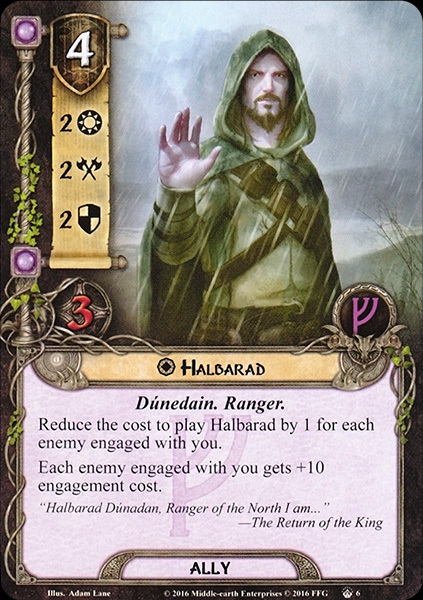 4
2
2
2
3
HALBARAD
Dúnedain. Ranger.
Reduce the cost to play Halbarad by 1 for each
enemy engaged with you.
Each enemy engaged with you gets +10
engagement cost.
“Halbarad Dúnadan, Ranger of the North I am...”
—The Return of the King
ALLY
Illus. Adam Lane © 2016 Middle-earth Enterprises © 2016 FFG 6